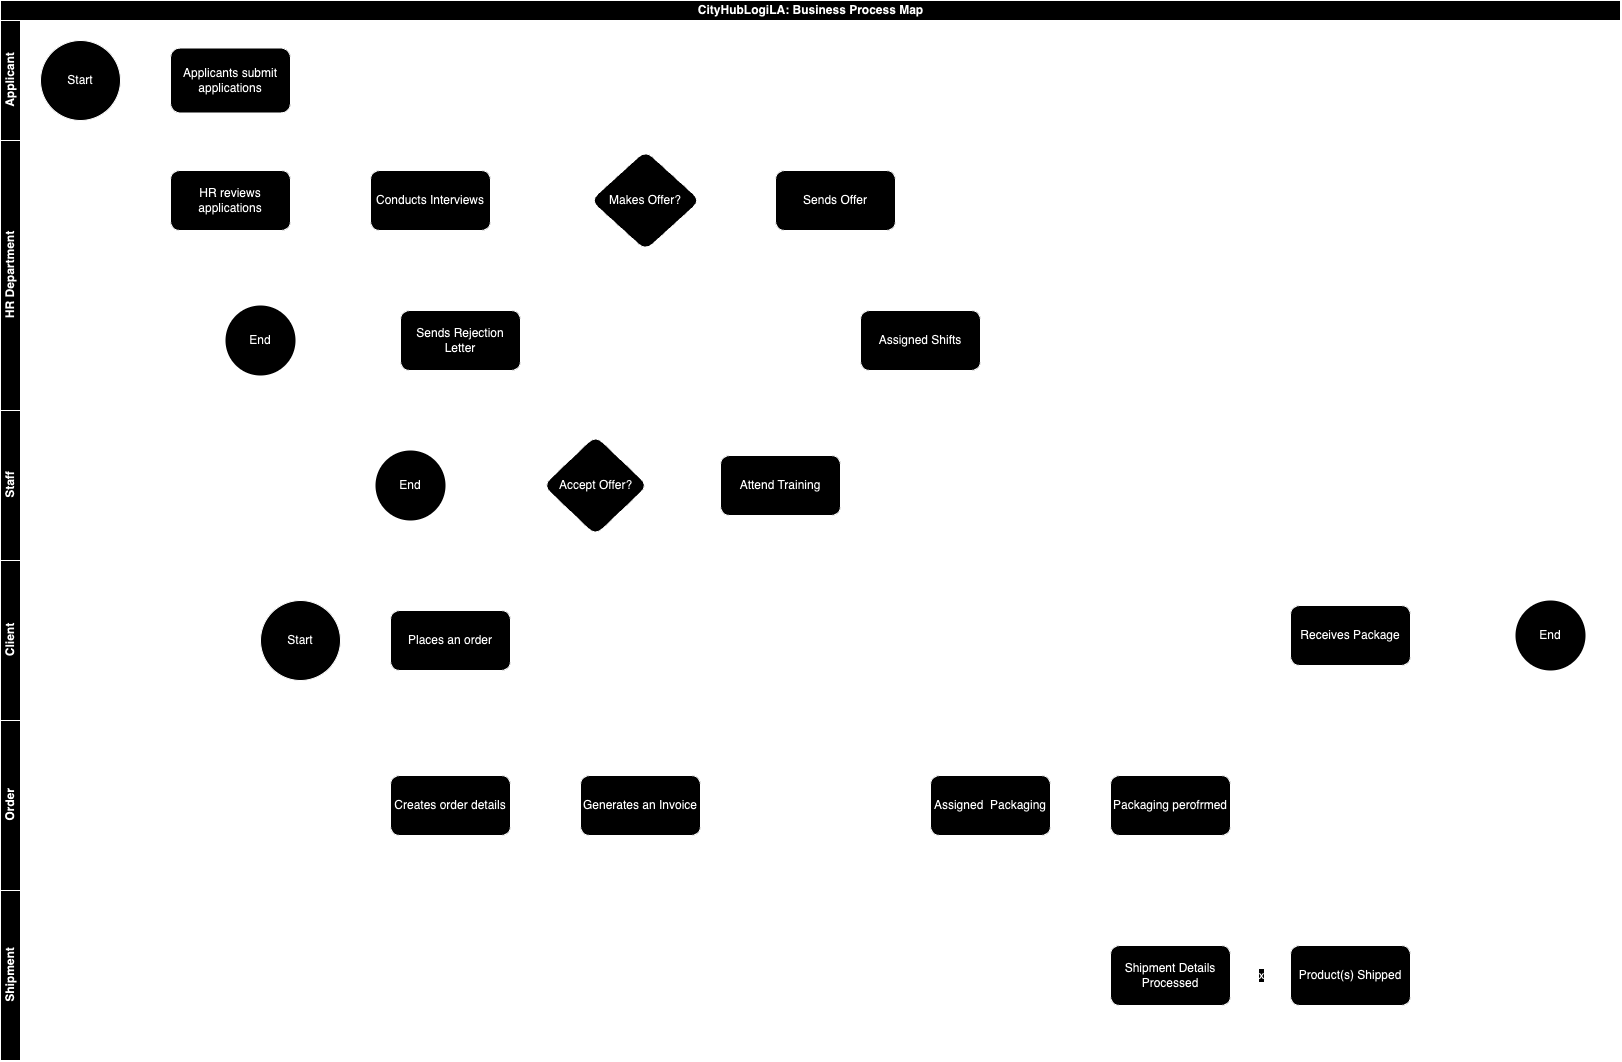 CityHubLogiLA: Business Process Map
Applicant
Start
Applicants submit
applications
HR Department
HR reviews
applications
Conducts Interviews
Makes Offer?
Sends Offer
End
Sends Rejection
Letter
Assigned Shifts
Staff
End
Accept Offer?
Attend Training
Client
Start
Places an order
Receives Package
End
Order
Creates order details
Generates an Invoice
Assigned  Packaging
Packaging perofrmed
Shipment
Shipment Details
Processed
x
Product(s) Shipped